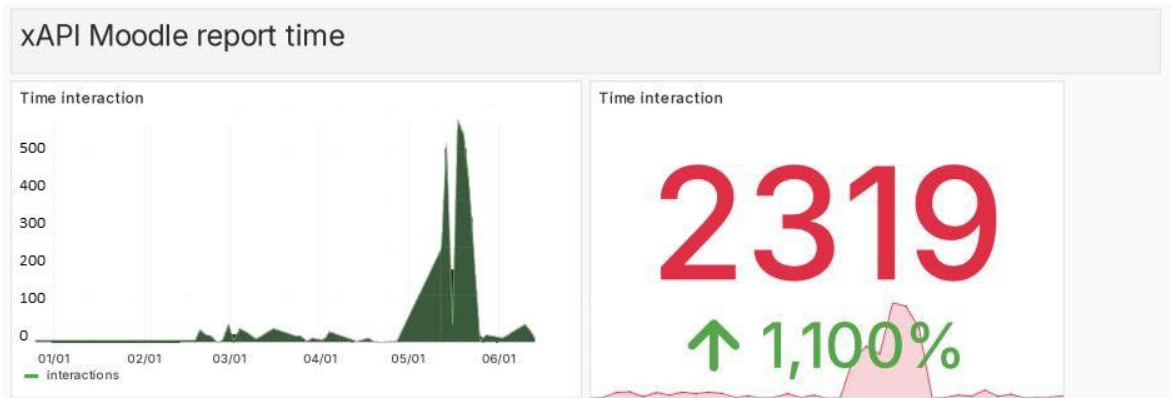 xAPI Moodle report time
Time interaction
500
400
300
200
100
0
01/01 02/01 03/01 04/01 05/01 06/01
interactions
Time interaction
2319
↑ 1,100%